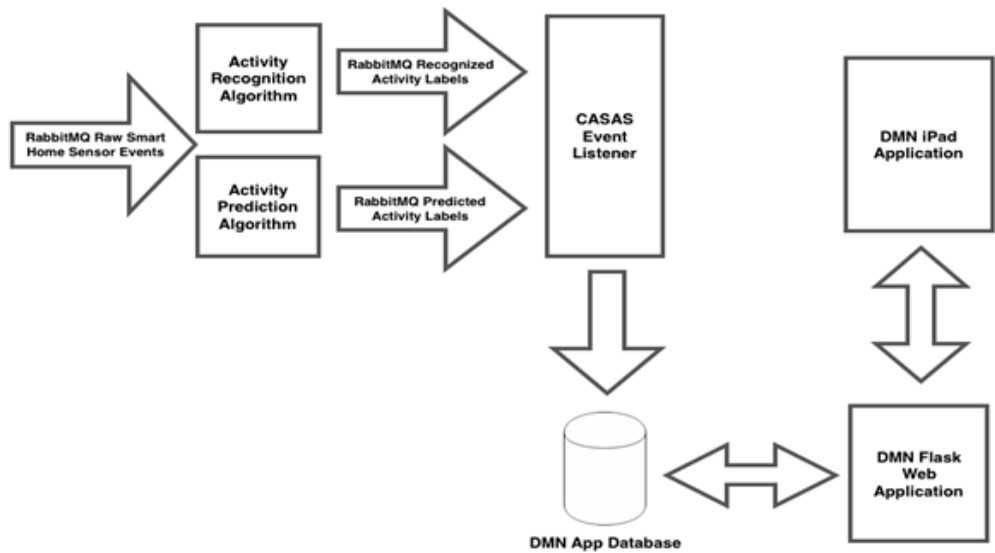 RabbitMQ Raw Smart
Home Sensor Events
Activity
Recognition
Algorithm
Activity
Prediction
Algorithm
RabbitMQ Recognized
Activity Labels
RabbitMQ Predicted
Activity Labels
CASAS
Event
Listener
DMN iPad
Application
DMN App Database
DMN Flask
Web
Application